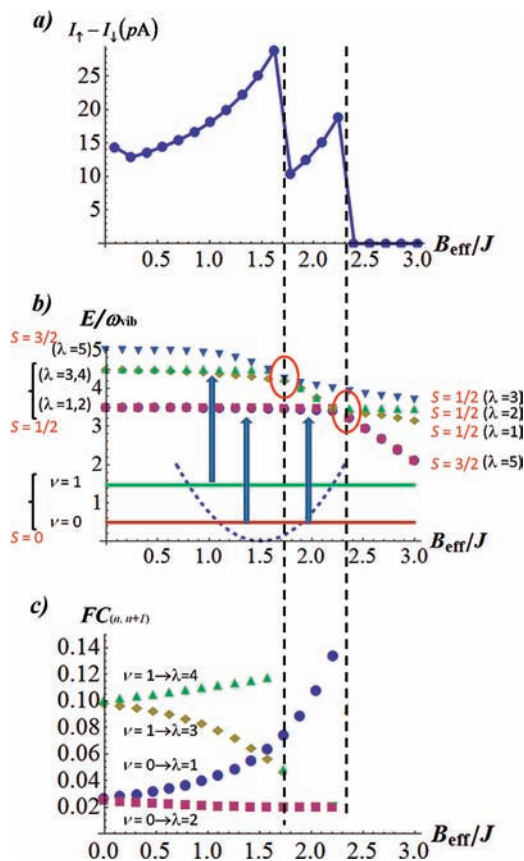 a)
I↑ – I↓(pA)
25
20
15
10
5
0.5 1.0 1.5 2.0 2.5 3.0
B_eff/J
b)
E/ω_vib
S = 3/2 (λ=5) 5
(λ=3,4) 4
(λ=1,2) 3
S = 1/2
2
ν = 1 1
ν = 0
S = 0
S = 1/2 (λ=3)
S = 1/2 (λ=2)
S = 1/2 (λ=1)
S = 3/2 (λ=5)
0.5 1.0 1.5 2.0 2.5 3.0
B_eff/J
c)
FC(n, n+1)
0.14
0.12
0.10
0.08
0.06
0.04
0.02
ν = 1→λ=4
ν = 1→λ=3
ν = 0→λ=1
ν = 0→λ=2
0.0 0.5 1.0 1.5 2.0 2.5 3.0
B_eff/J